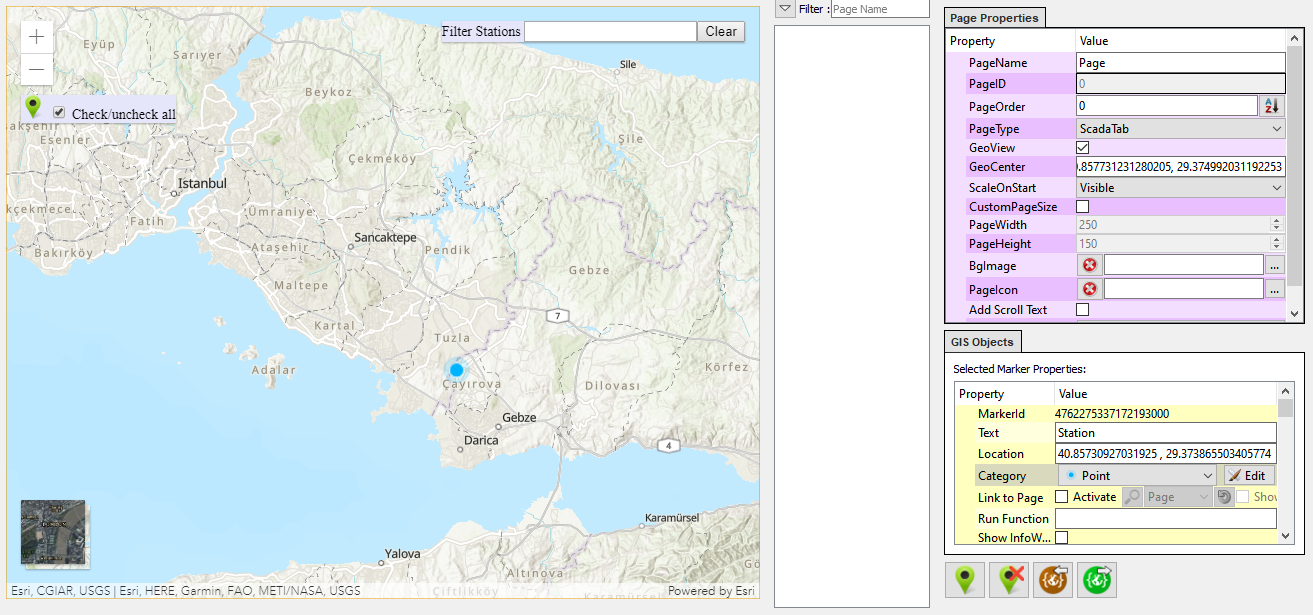 Filter Stations Clear
+
−
Check/uncheck all
Eyüp
Sarıyer
Beykoz
Sile
Şile
Çekmeköy
Esenler
Istanbul
Fatih
Ümraniye
Bakırköy
Ataşehir
Sancaktepe
Pendik
Gebze
Maltepe
Kartal
7
Tuzla
Adalar
Çayırova
Dilovası
Körfez
Gebze
Darica
4
Karamürsel
Yalova
Altınova
Çiftlikköy
Esri, CGIAR, USGS | Esri, HERE, Garmin, FAO, METI/NASA, USGS Powered by Esri
Filter : Page Name
Page Properties
Property Value
PageName Page
PageID 0
PageOrder 0
PageType ScadaTab
GeoView
GeoCenter .857731231280205, 29.374992031192253
ScaleOnStart Visible
CustomPageSize
PageWidth 250
PageHeight 150
BgImage ...
PageIcon ...
Add Scroll Text
GIS Objects
Selected Marker Properties:
Property Value
MarkerId 4762275337172193000
Text Station
Location 40.85730927031925 , 29.373865503405774
Category Point Edit
Link to Page Activate Page Show
Run Function
Show InfoW...